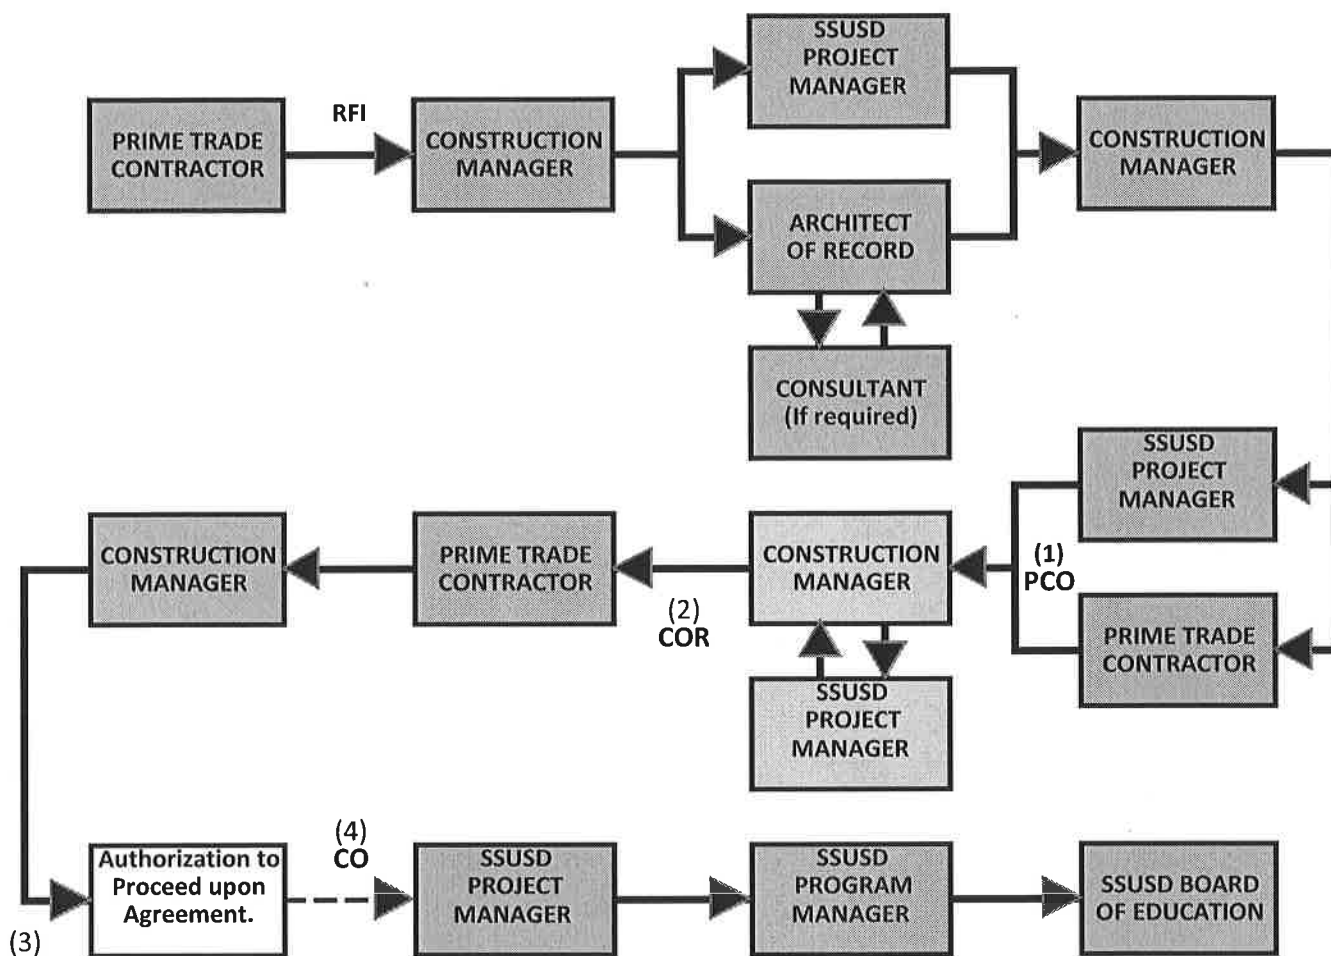 SSUSD
PROJECT
MANAGER
RFI
PRIME TRADE
CONTRACTOR
CONSTRUCTION
MANAGER
CONSTRUCTION
MANAGER
ARCHITECT
OF RECORD
CONSULTANT
(If required)
SSUSD
PROJECT
MANAGER
(1)
PCO
PRIME TRADE
CONTRACTOR
CONSTRUCTION
MANAGER
SSUSD
PROJECT
MANAGER
(2)
COR
PRIME TRADE
CONTRACTOR
CONSTRUCTION
MANAGER
(3)
Authorization to
Proceed upon
Agreement.
(4)
CO
SSUSD
PROJECT
MANAGER
SSUSD
PROGRAM
MANAGER
SSUSD BOARD
OF EDUCATION